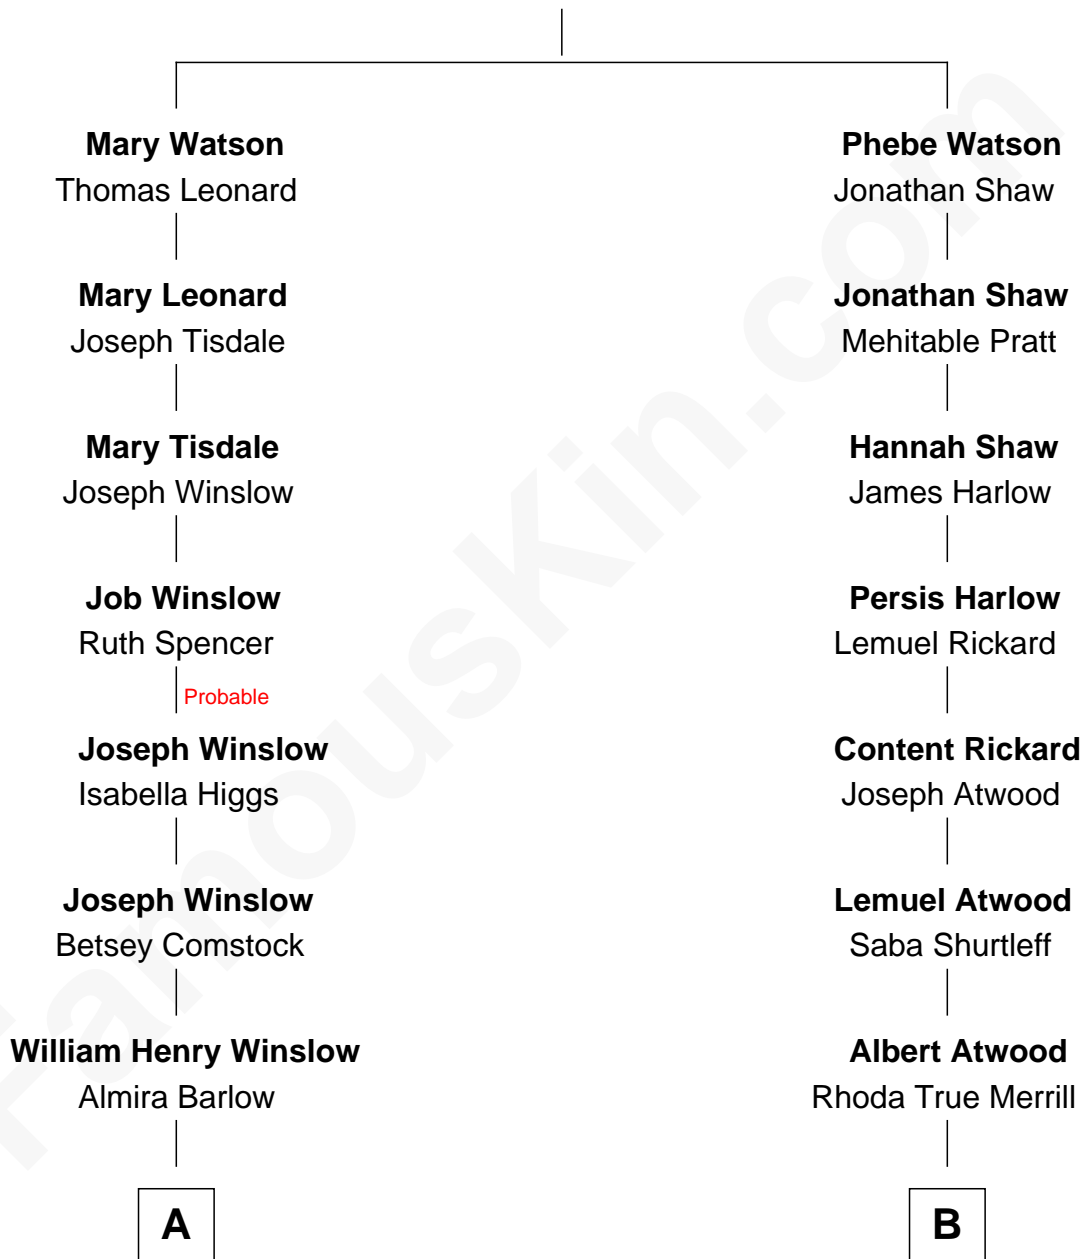 Mary Watson
Thomas Leonard
Mary Leonard
Joseph Tisdale
Mary Tisdale
Joseph Winslow
Job Winslow
Ruth Spencer
Probable
Joseph Winslow
Isabella Higgs
Joseph Winslow
Betsey Comstock
William Henry Winslow
Almira Barlow
A
Phebe Watson
Jonathan Shaw
Jonathan Shaw
Mehitable Pratt
Hannah Shaw
James Harlow
Persis Harlow
Lemuel Rickard
Content Rickard
Joseph Atwood
Lemuel Atwood
Saba Shurtleff
Albert Atwood
Rhoda True Merrill
B
FamousKin.com